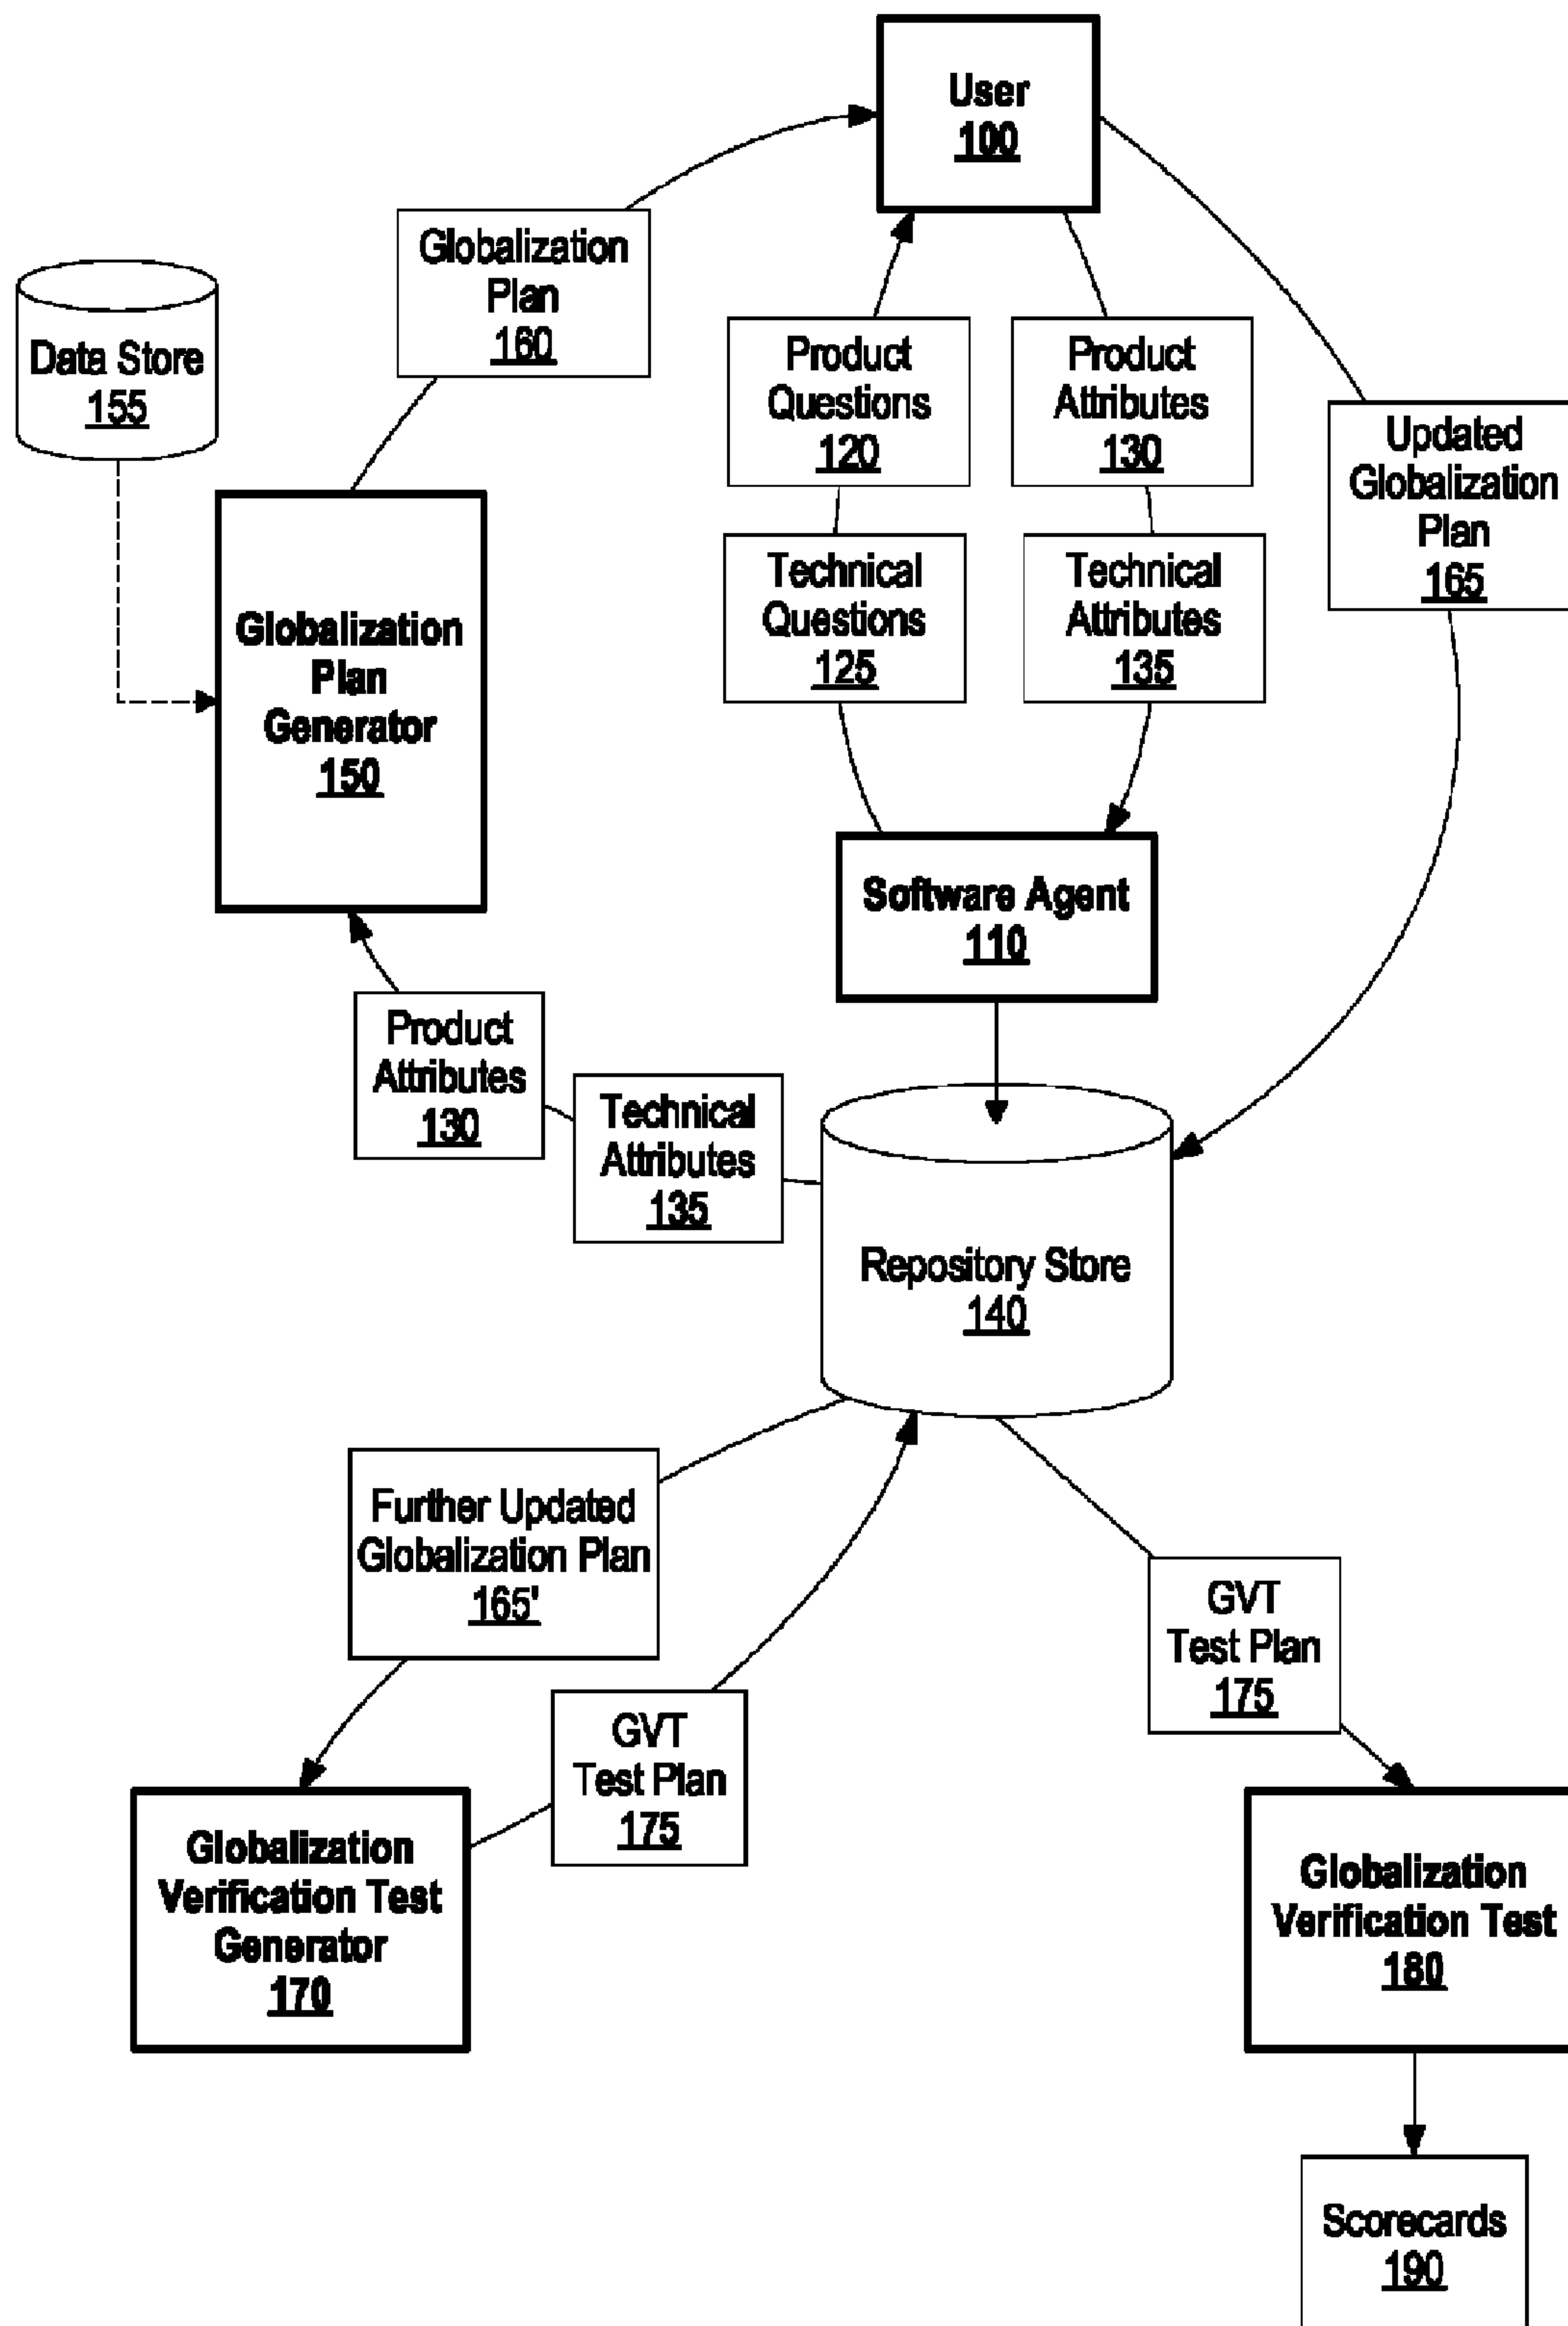 User
100
Globalization
Plan
160
Data Store
155
Product
Questions
120
Product
Attributes
130
Updated
Globalization
Plan
165
Technical
Questions
125
Technical
Attributes
135
Globalization
Plan
Generator
150
Software Agent
110
Product
Attributes
130
Technical
Attributes
135
Repository Store
140
Further Updated
Globalization Plan
165'
GVT
Test Plan
175
GVT
Test Plan
175
Globalization
Verification Test
Generator
170
Globalization
Verification Test
180
Scorecards
190